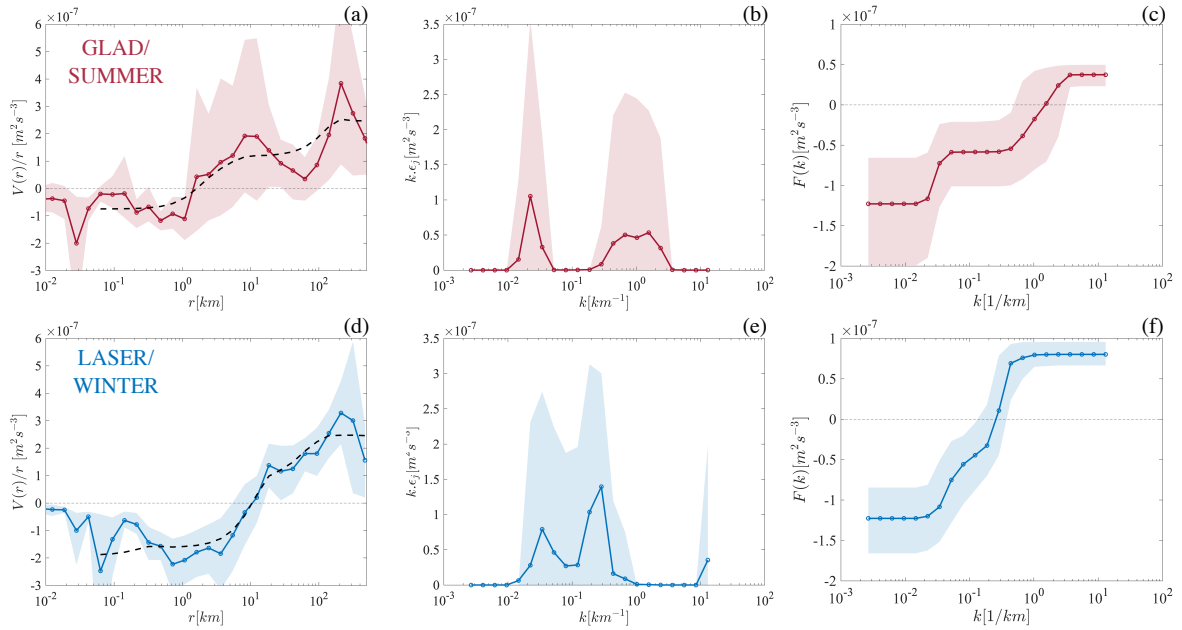 (a) (b) (c)
×10⁻⁷ ×10⁻⁷ ×10⁻⁷
GLAD/
SUMMER
V(r)/r [m²s⁻³]
6
5
4
3
2
1
0
-1
-2
-3
10⁻² 10⁻¹ 10⁰ 10¹ 10²
r[km]
k.ϵⱼ[m²s⁻³]
3.5
3
2.5
2
1.5
1
0.5
0
10⁻³ 10⁻² 10⁻¹ 10⁰ 10¹ 10²
k[km⁻¹]
F(k)[m²s⁻³]
1
0.5
0
-0.5
-1
-1.5
-2
10⁻³ 10⁻² 10⁻¹ 10⁰ 10¹ 10²
k[1/km]
(d) (e) (f)
×10⁻⁷ ×10⁻⁷ ×10⁻⁷
LASER/
WINTER
V(r)/r [m²s⁻³]
6
5
4
3
2
1
0
-1
-2
-3
10⁻² 10⁻¹ 10⁰ 10¹ 10²
r[km]
k.ϵⱼ[m²s⁻³]
3.5
3
2.5
2
1.5
1
0.5
0
10⁻³ 10⁻² 10⁻¹ 10⁰ 10¹ 10²
k[km⁻¹]
F(k)[m²s⁻³]
1
0.5
0
-0.5
-1
-1.5
-2
10⁻³ 10⁻² 10⁻¹ 10⁰ 10¹ 10²
k[1/km]